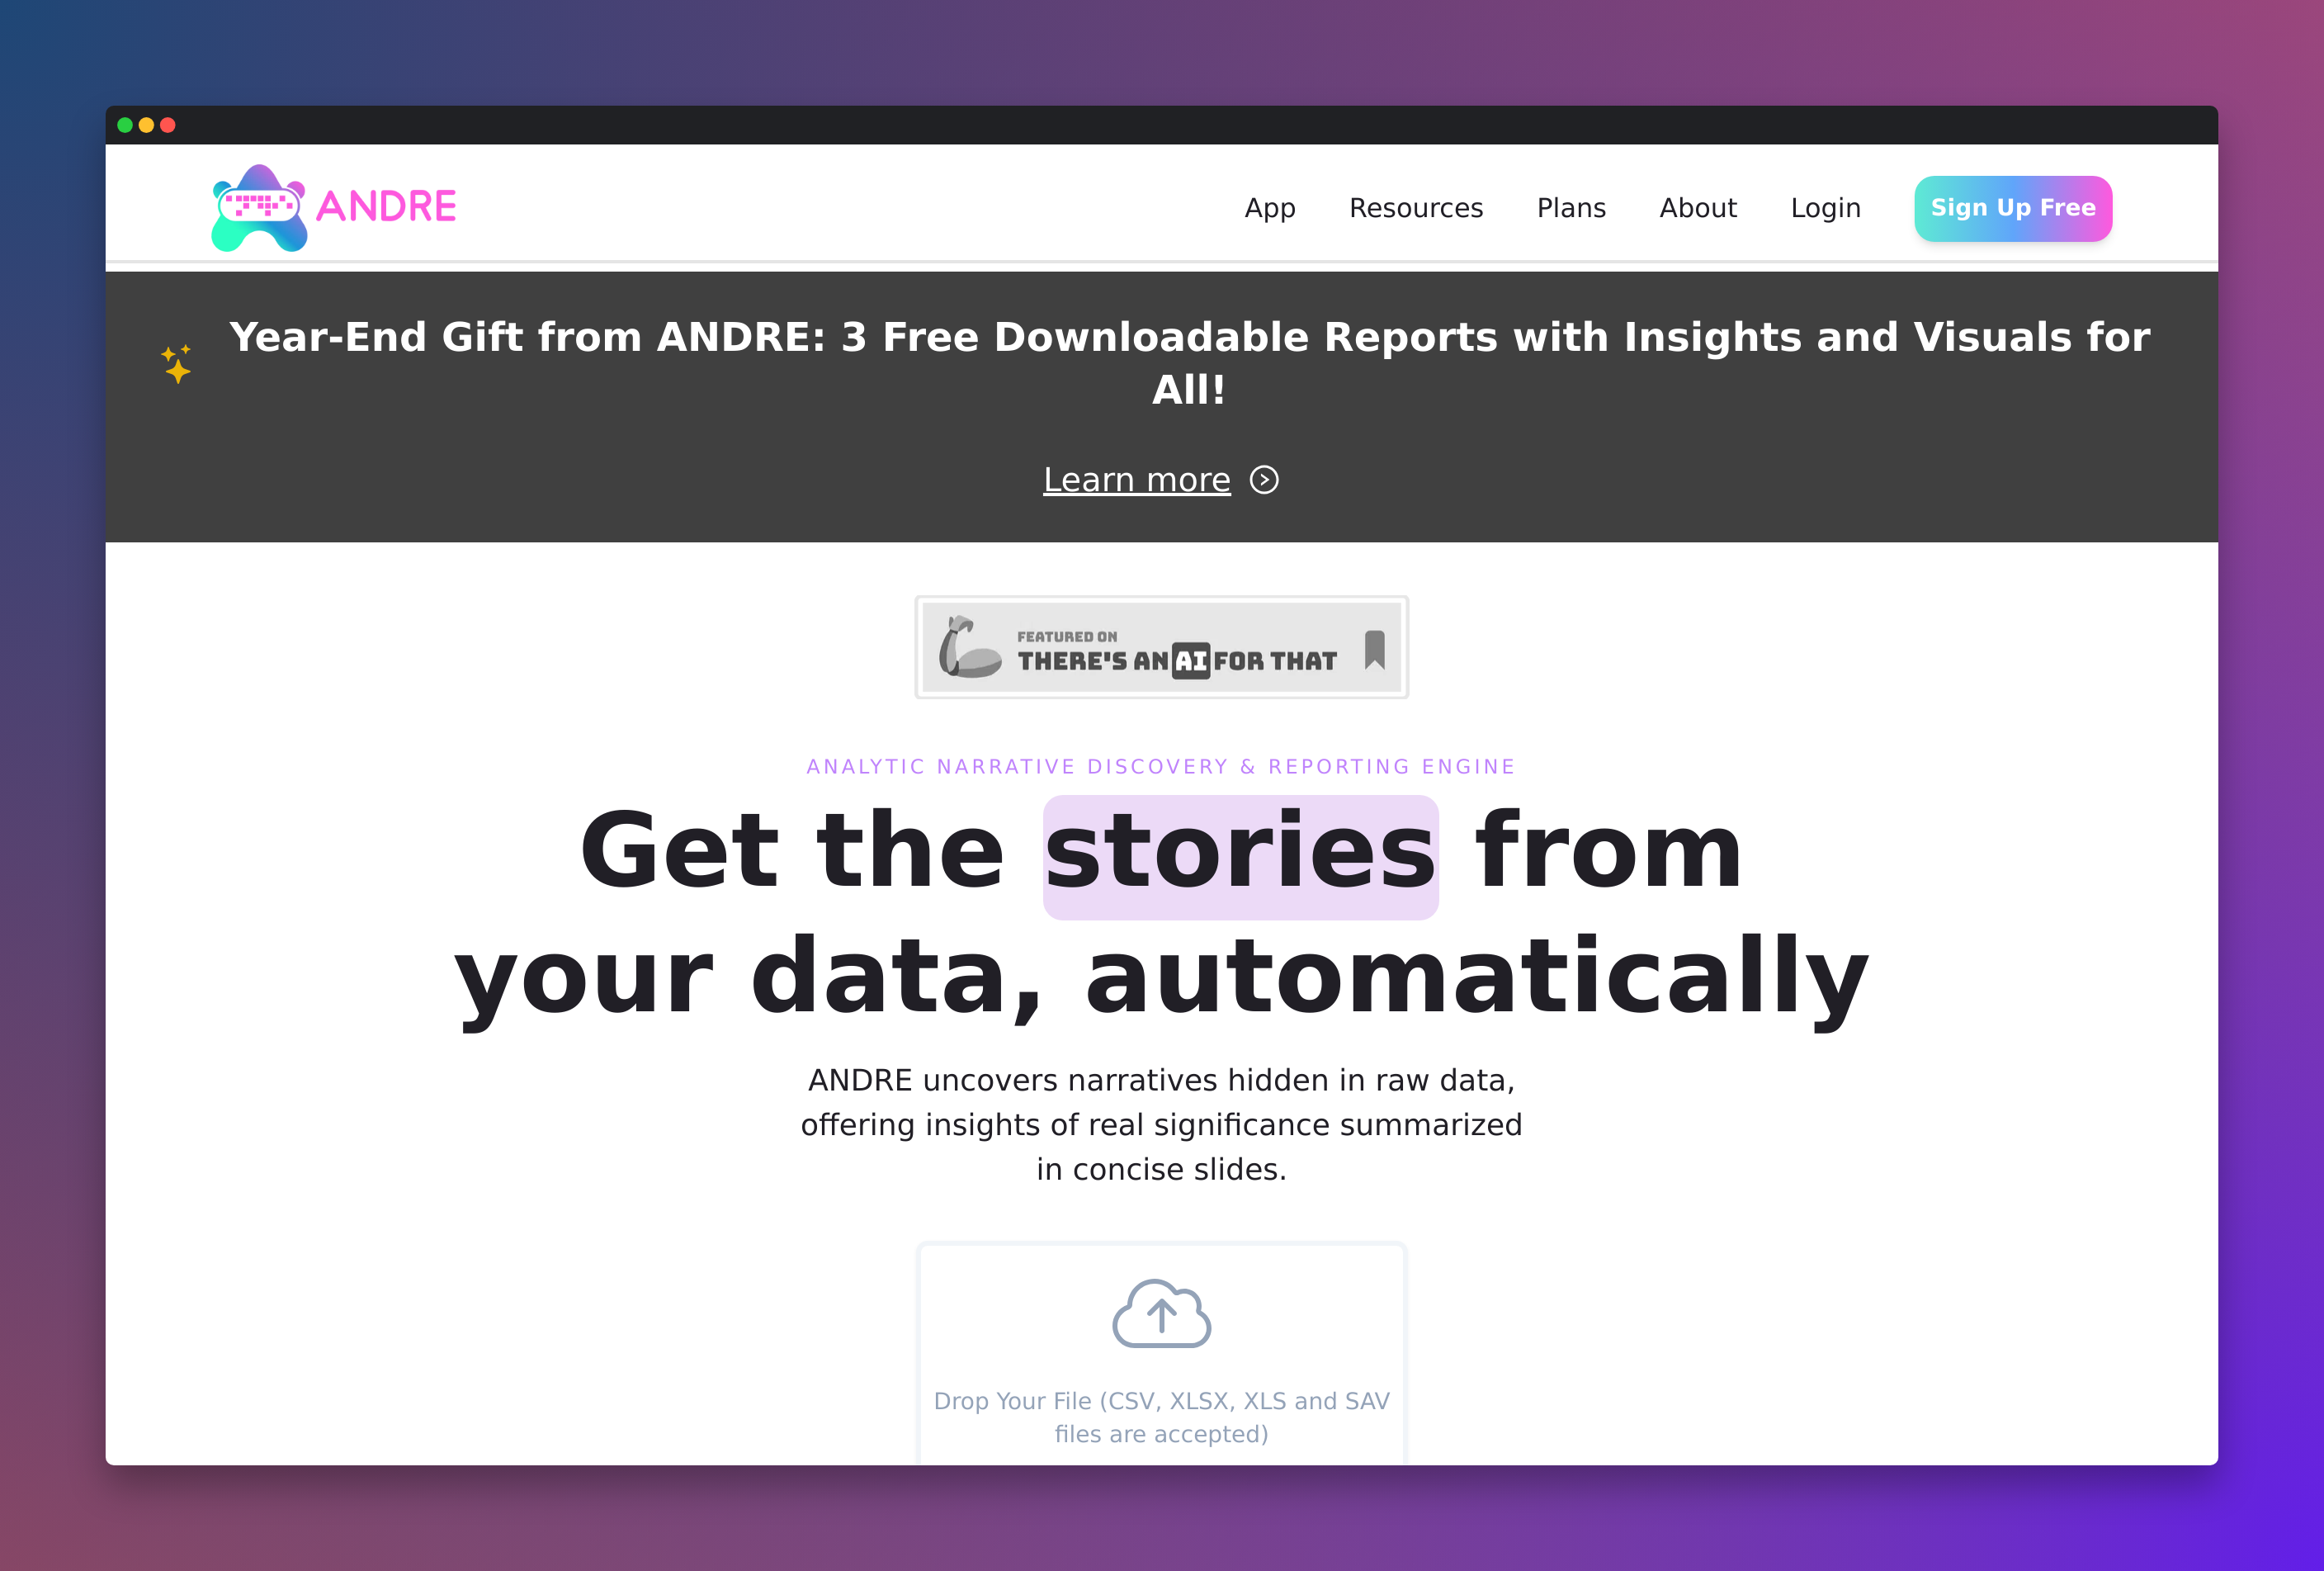 ANDRE
App
Resources
Plans
About
Login
Sign Up Free
Year-End Gift from ANDRE: 3 Free Downloadable Reports with Insights and Visuals for
All!
Learn more
FEATURED ON
THERE'S AN AI FOR THAT
ANALYTIC NARRATIVE DISCOVERY & REPORTING ENGINE
Get the stories from
your data, automatically
ANDRE uncovers narratives hidden in raw data,
offering insights of real significance summarized
in concise slides.
Drop Your File (CSV, XLSX, XLS and SAV
files are accepted)